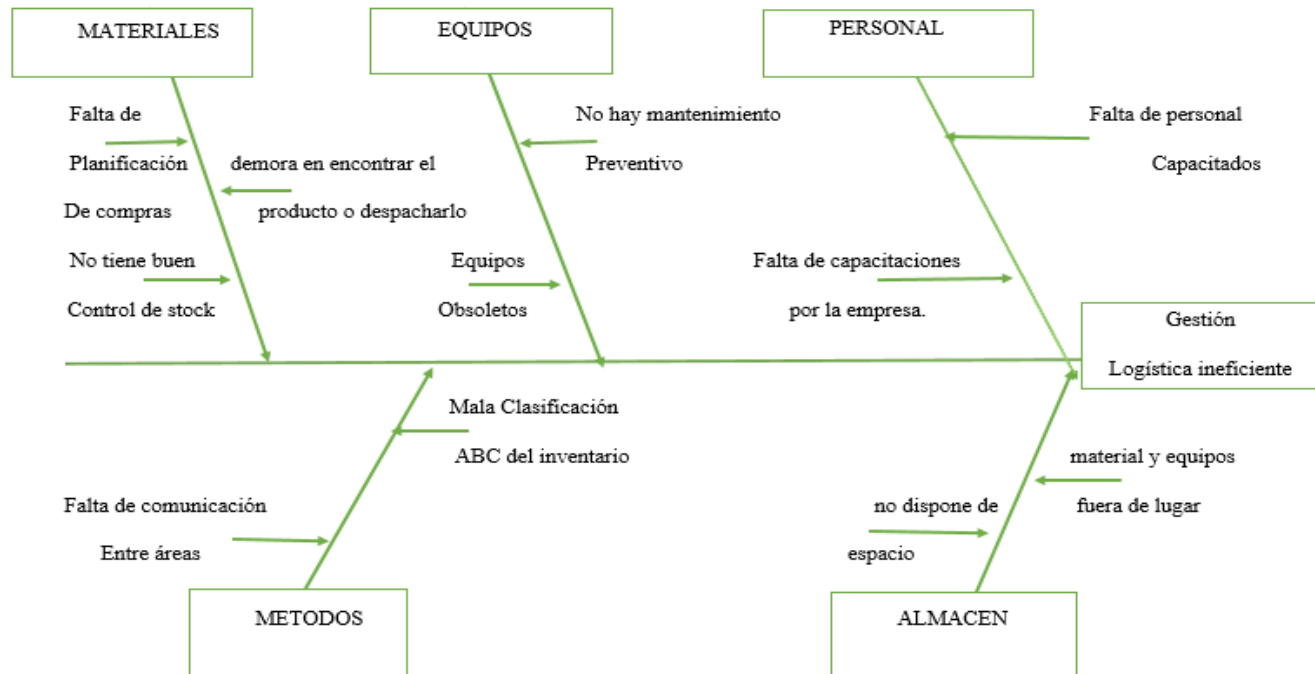 MATERIALES
EQUIPOS
PERSONAL
Falta de
Planificación
De compras
demora en encontrar el
producto o despacharlo
No tiene buen
Control de stock
No hay mantenimiento
Preventivo
Equipos
Obsoletos
Falta de personal
Capacitados
Falta de capacitaciones
por la empresa.
Gestión
Logística ineficiente
Mala Clasificación
ABC del inventario
Falta de comunicación
Entre áreas
material y equipos
fuera de lugar
no dispone de
espacio
METODOS
ALMACEN